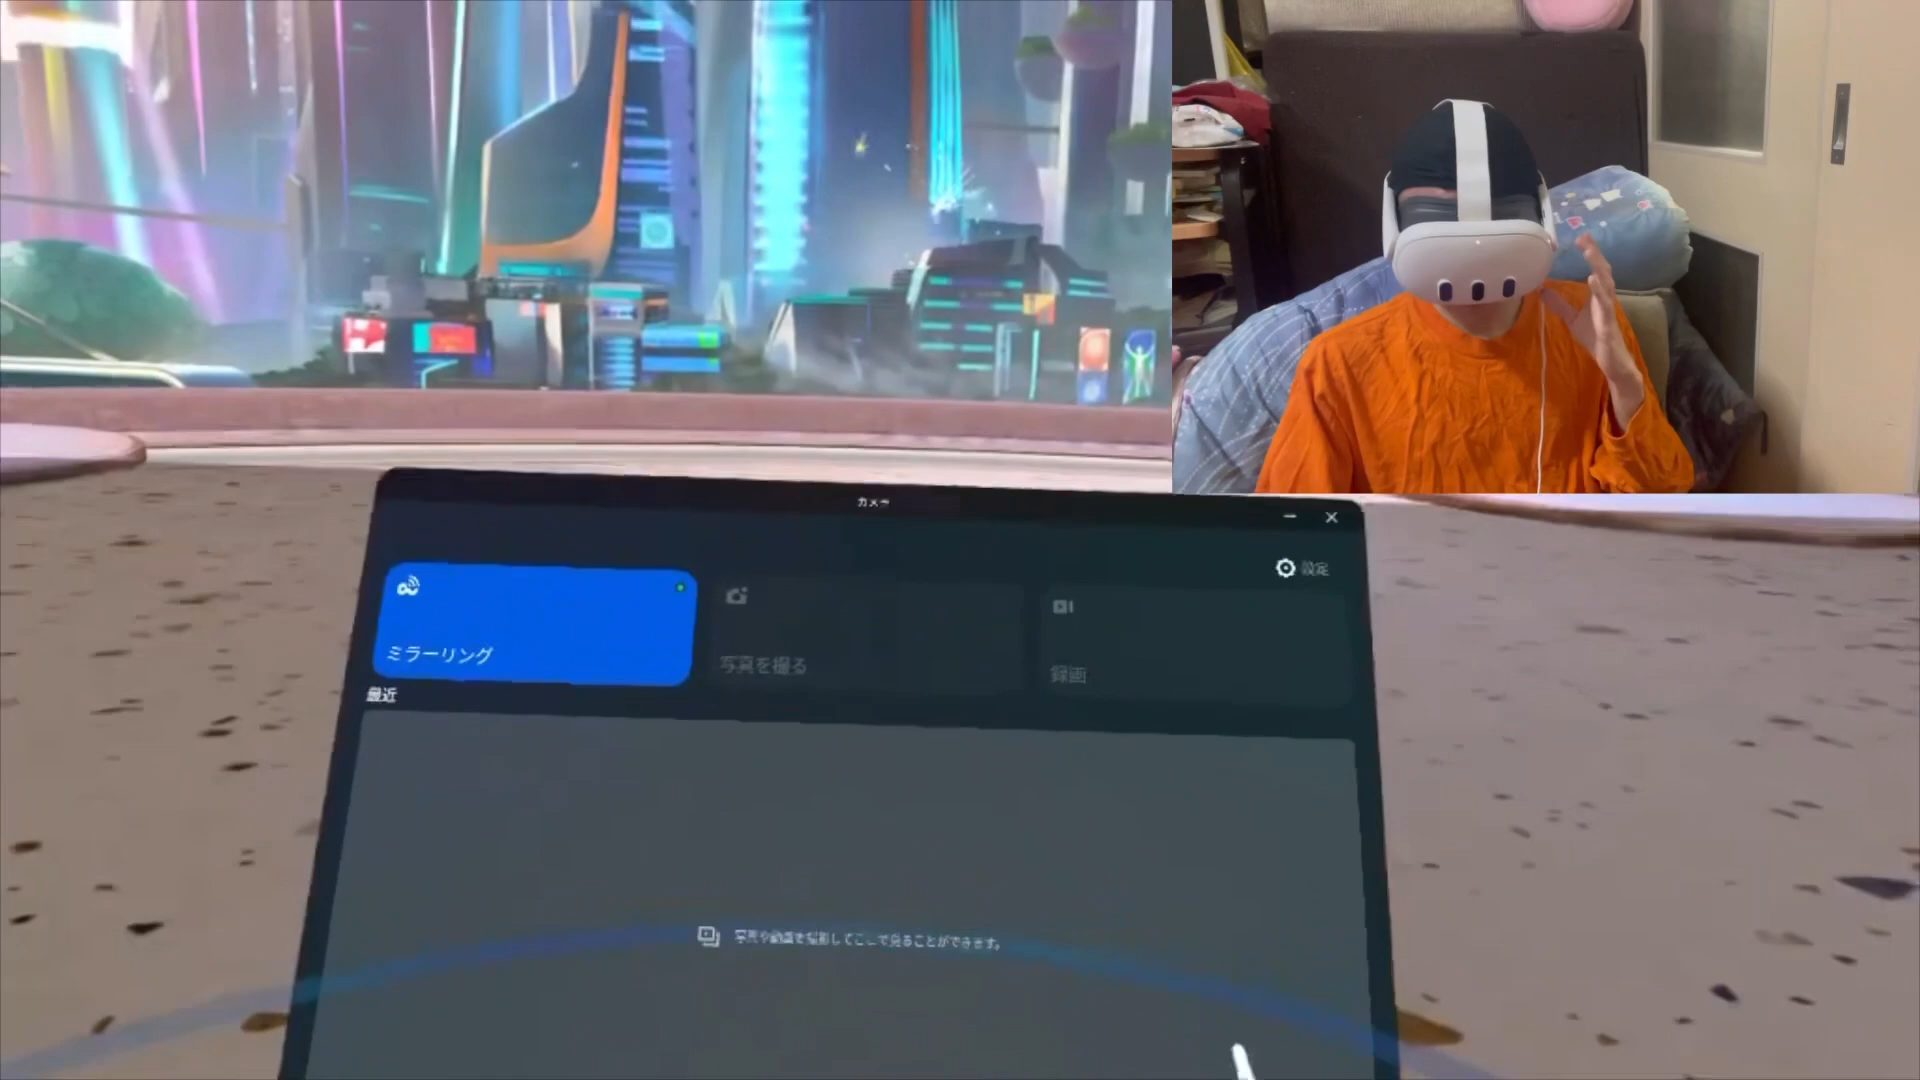 カメラ
設定
ミラーリング
写真を撮る
録画
最近
写真や動画を撮影してここで見ることができます。